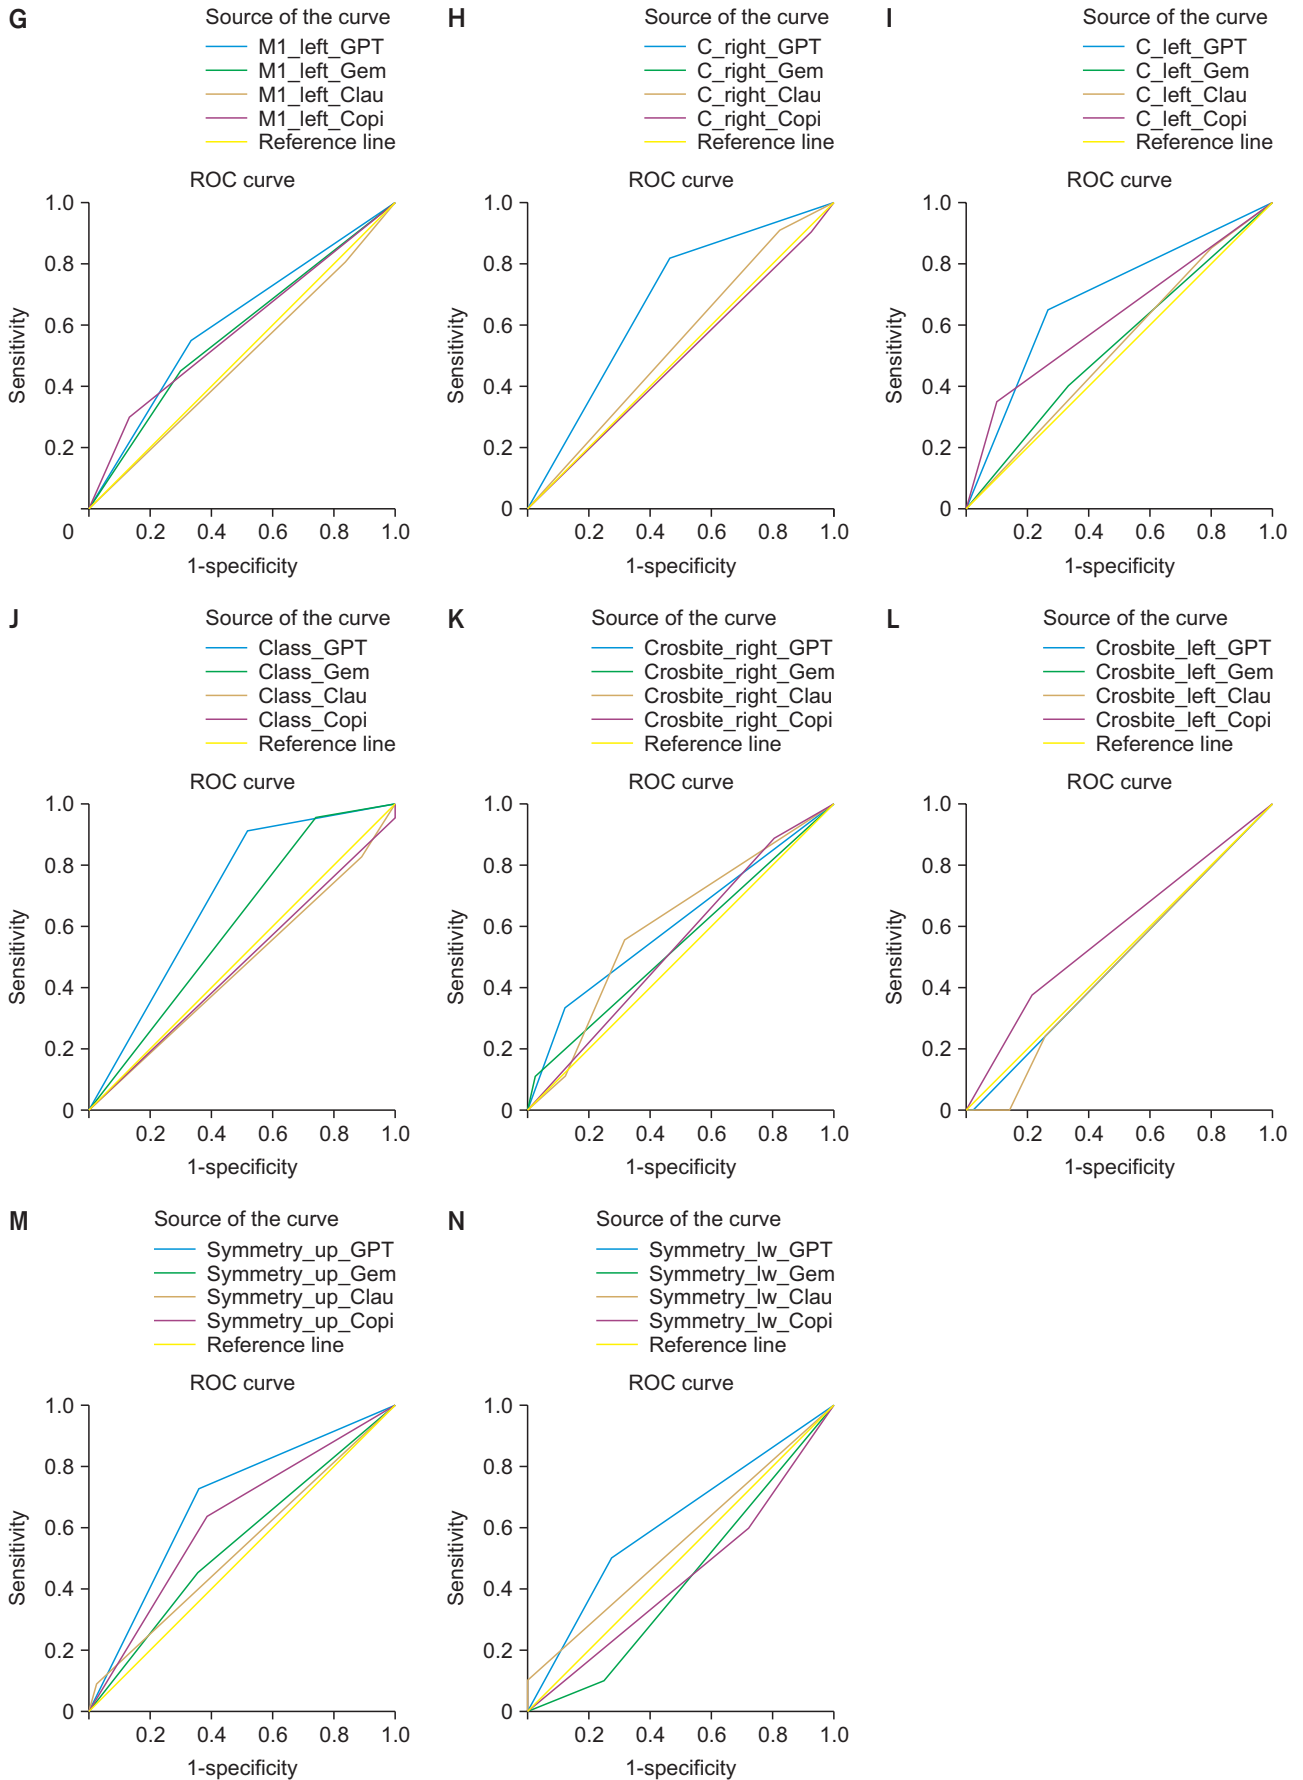 G
Source of the curve
M1_left_GPT
M1_left_Gem
M1_left_Clau
M1_left_Copi
Reference line
ROC curve
1.0
0.8
0.6
0.4
0.2
0
0.2 0.4 0.6 0.8 1.0
Sensitivity
1-specificity
H
Source of the curve
C_right_GPT
C_right_Gem
C_right_Clau
C_right_Copi
Reference line
ROC curve
1.0
0.8
0.6
0.4
0.2
0
0.2 0.4 0.6 0.8 1.0
Sensitivity
1-specificity
I
Source of the curve
C_left_GPT
C_left_Gem
C_left_Clau
C_left_Copi
Reference line
ROC curve
1.0
0.8
0.6
0.4
0.2
0
0.2 0.4 0.6 0.8 1.0
Sensitivity
1-specificity
J
Source of the curve
Class_GPT
Class_Gem
Class_Clau
Class_Copi
Reference line
ROC curve
1.0
0.8
0.6
0.4
0.2
0
0.2 0.4 0.6 0.8 1.0
Sensitivity
1-specificity
K
Source of the curve
Crosbite_right_GPT
Crosbite_right_Gem
Crosbite_right_Clau
Crosbite_right_Copi
Reference line
ROC curve
1.0
0.8
0.6
0.4
0.2
0
0.2 0.4 0.6 0.8 1.0
Sensitivity
1-specificity
L
Source of the curve
Crosbite_left_GPT
Crosbite_left_Gem
Crosbite_left_Clau
Crosbite_left_Copi
Reference line
ROC curve
1.0
0.8
0.6
0.4
0.2
0
0.2 0.4 0.6 0.8 1.0
Sensitivity
1-specificity
M
Source of the curve
Symmetry_up_GPT
Symmetry_up_Gem
Symmetry_up_Clau
Symmetry_up_Copi
Reference line
ROC curve
1.0
0.8
0.6
0.4
0.2
0
0.2 0.4 0.6 0.8 1.0
Sensitivity
1-specificity
N
Source of the curve
Symmetry_lw_GPT
Symmetry_lw_Gem
Symmetry_lw_Clau
Symmetry_lw_Copi
Reference line
ROC curve
1.0
0.8
0.6
0.4
0.2
0
0.2 0.4 0.6 0.8 1.0
Sensitivity
1-specificity